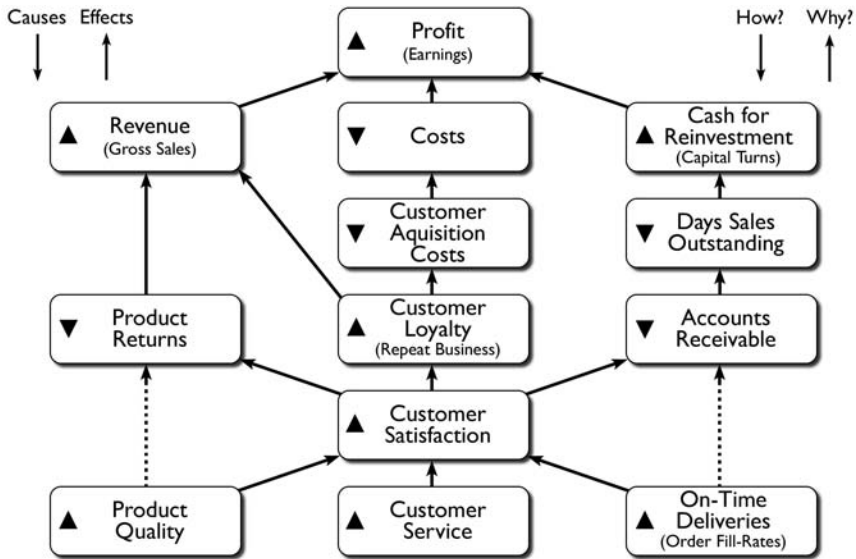 Causes Effects
How? Why?
Profit
(Earnings)
Revenue
(Gross Sales)
Costs
Cash for
Reinvestment
(Capital Turns)
Customer
Aquisition
Costs
Days Sales
Outstanding
Product
Returns
Customer
Loyalty
(Repeat Business)
Accounts
Receivable
Customer
Satisfaction
Product
Quality
Customer
Service
On-Time
Deliveries
(Order Fill-Rates)